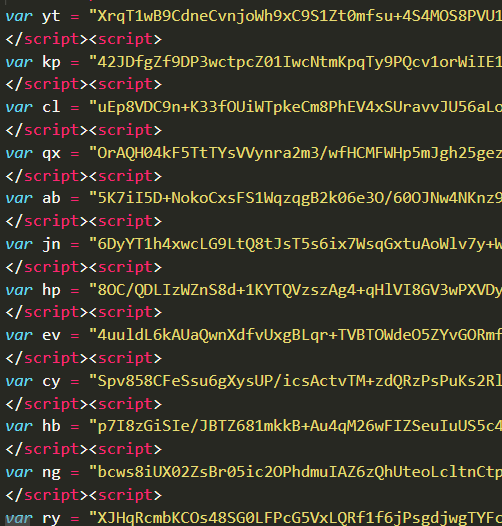 var yt = "XrqT1wB9CdneCvnjoWh9xC9S1Zt0mfsu+4S4MOS8PVU1
</script><script>
var kp = "42JDfgZf9DP3wctpcZ01IwcNtmKpqTy9PQcv1orWiIE1
</script><script>
var cl = "uEp8VDC9n+K33fOUiWTpkeCm8PhEV4xSUravvJU56aLo
</script><script>
var qx = "OrAQH04kF5TtTYsVVynra2m3/wfHCMFWHp5mJgh25gez
</script><script>
var ab = "5K7iI5D+NokoCxsFS1WqzqgB2k06e3O/60OJNw4NKnz9
</script><script>
var jn = "6DyYT1h4xwcLG9LtQ8tJsT5s6ix7WsqGxtuAoWlv7y+W
</script><script>
var hp = "8OC/QDLIzWZnS8d+1KYTQVzszAg4+qHlVI8GV3wPXVDy
</script><script>
var ev = "4uuldL6kAUaQwnXdfvUxgBLqr+TVBTOWdeO5ZYvGORmf
</script><script>
var cy = "Spv858CFeSsu6gXysUP/icsActvTM+zdQRzPsPuKs2Rl
</script><script>
var hb = "p7I8zGiSIe/JBTZ681mkkB+Au4qM26wFIZSeuIuUS5c4
</script><script>
var ng = "bcws8iUX02ZsBr05ic2OPhdmuIAZ6zQhUteoLcltnCtp
</script><script>
var ry = "XJHqRcmbKCOs48SG0LFPcG5VxLQRf1f6jPsgdjwgTYFc